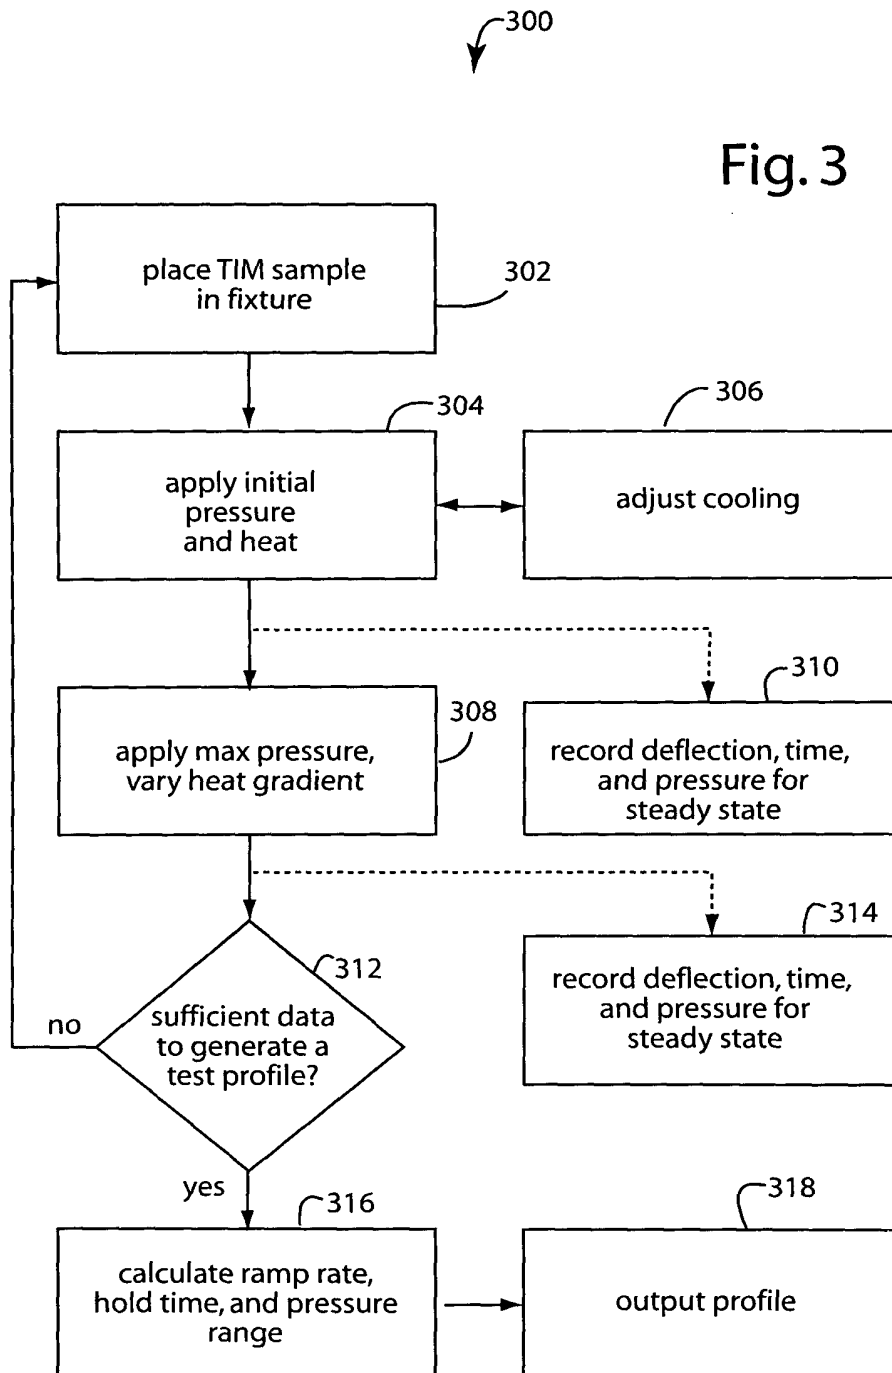 300
Fig. 3
place TIM sample
in fixture
302
304
apply initial
pressure
and heat
306
adjust cooling
308
apply max pressure,
vary heat gradient
310
record deflection, time,
and pressure for
steady state
312
sufficient data
to generate a
test profile?
no
yes
314
record deflection, time,
and pressure for
steady state
316
calculate ramp rate,
hold time, and pressure
range
318
output profile